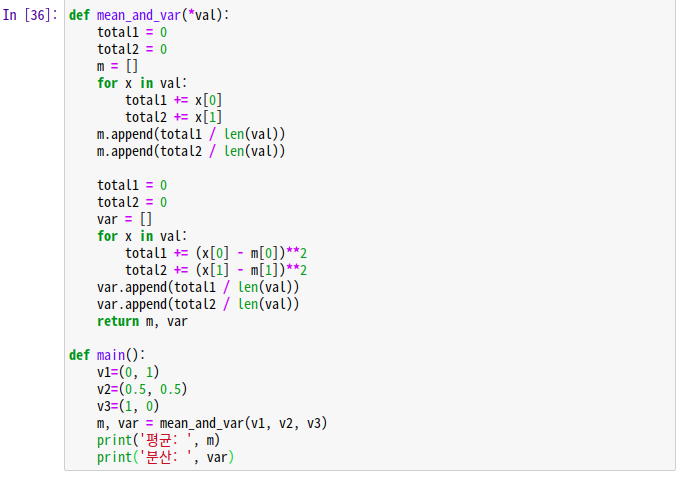 In [36]: def mean_and_var(*val):
    total1 = 0
    total2 = 0
    m = []
    for x in val:
        total1 += x[0]
        total2 += x[1]
    m.append(total1 / len(val))
    m.append(total2 / len(val))
    total1 = 0
    total2 = 0
    var = []
    for x in val:
        total1 += (x[0] - m[0])**2
        total2 += (x[1] - m[1])**2
    var.append(total1 / len(val))
    var.append(total2 / len(val))
    return m, var
def main():
    v1=(0, 1)
    v2=(0.5, 0.5)
    v3=(1, 0)
    m, var = mean_and_var(v1, v2, v3)
    print('평균: ', m)
    print('분산: ', var)